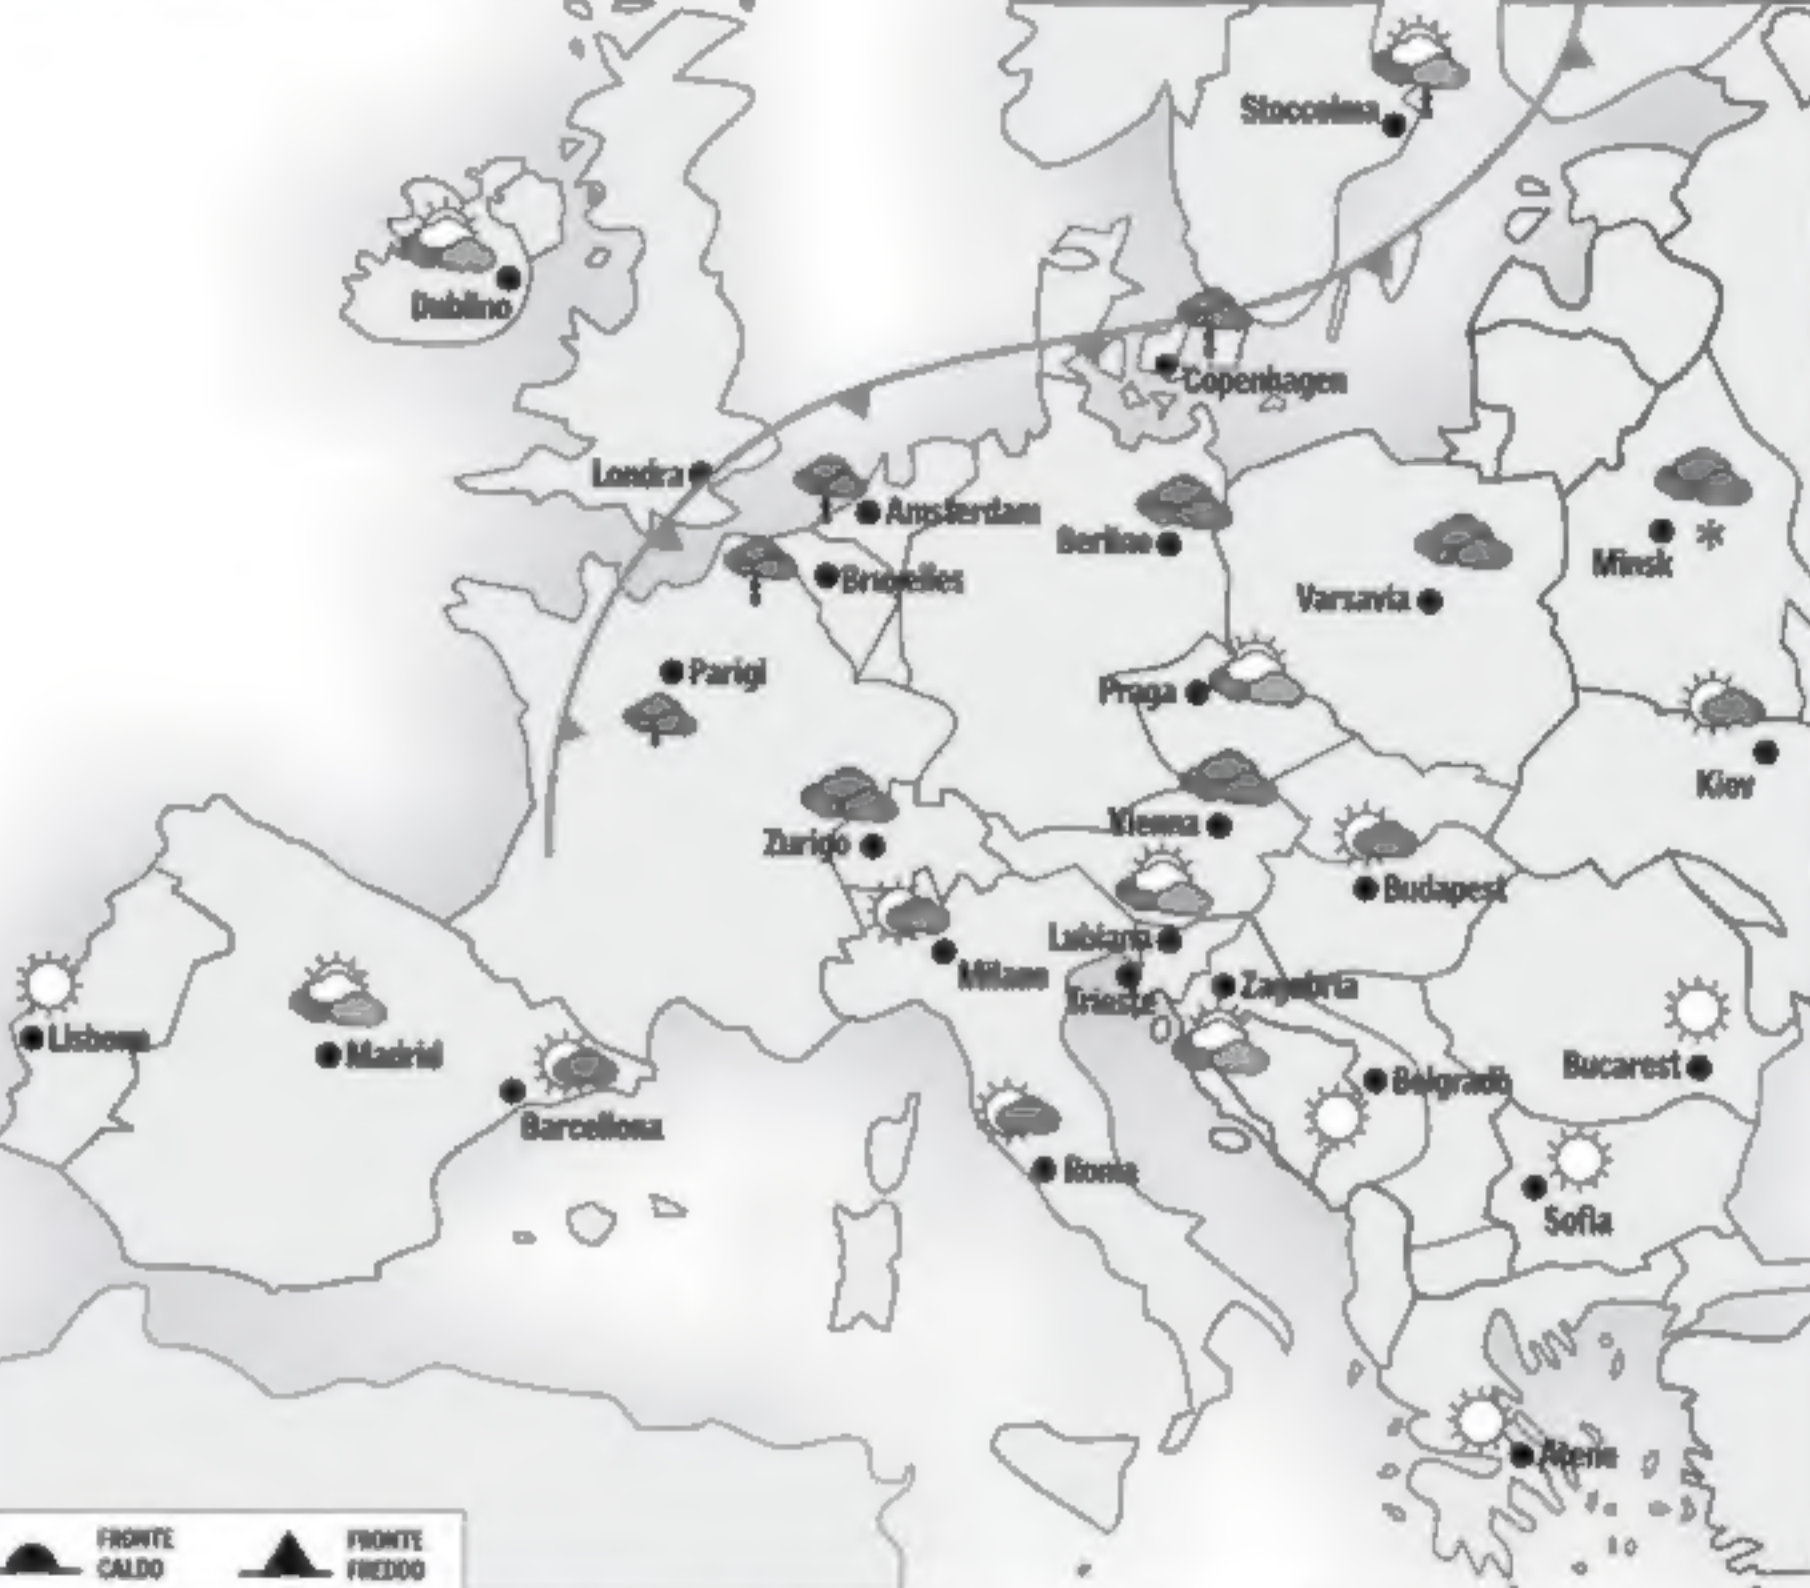 Stoccolma
Dublino
Copenhagen
Londra
Amsterdam
Berlino
Minsk
Bruxelles
Varsavia
Parigi
Praga
Kiev
Vienna
Zurigo
Budapest
Lubiana
Milano
Zagabria
Trieste
Lisbona
Madrid
Bucarest
Belgrado
Barcellona
Roma
Sofia
Atene
FRONTE
CALDO
FRONTE
FREDDO